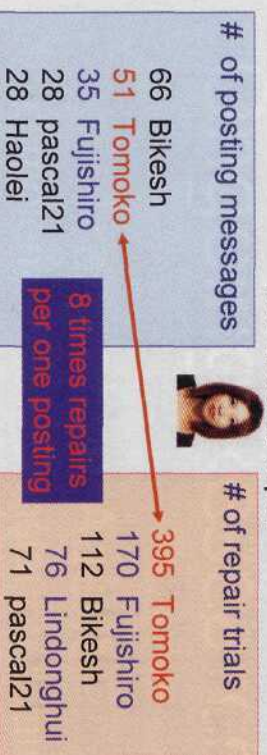 # of posting messages
66 Bikesh
51 Tomoko
35 Fujishiro
28 pascal21
28 Haolei
8 times repairs
per one posting
# of repair trials
395 Tomoko
170 Fujishiro
112 Bikesh
76 Lindonghui
71 pascal21